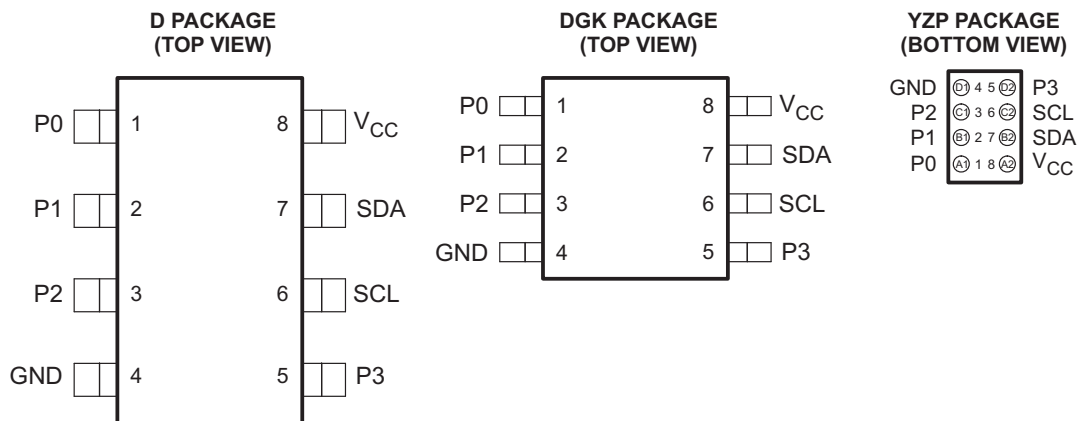 D PACKAGE
(TOP VIEW)
P0 1 8 VCC
P1 2 7 SDA
P2 3 6 SCL
GND 4 5 P3
DGK PACKAGE
(TOP VIEW)
P0 1 8 VCC
P1 2 7 SDA
P2 3 6 SCL
GND 4 5 P3
YZP PACKAGE
(BOTTOM VIEW)
GND D1 4 5 D2 P3
P2 C1 3 6 C2 SCL
P1 B1 2 7 B2 SDA
P0 A1 1 8 A2 VCC